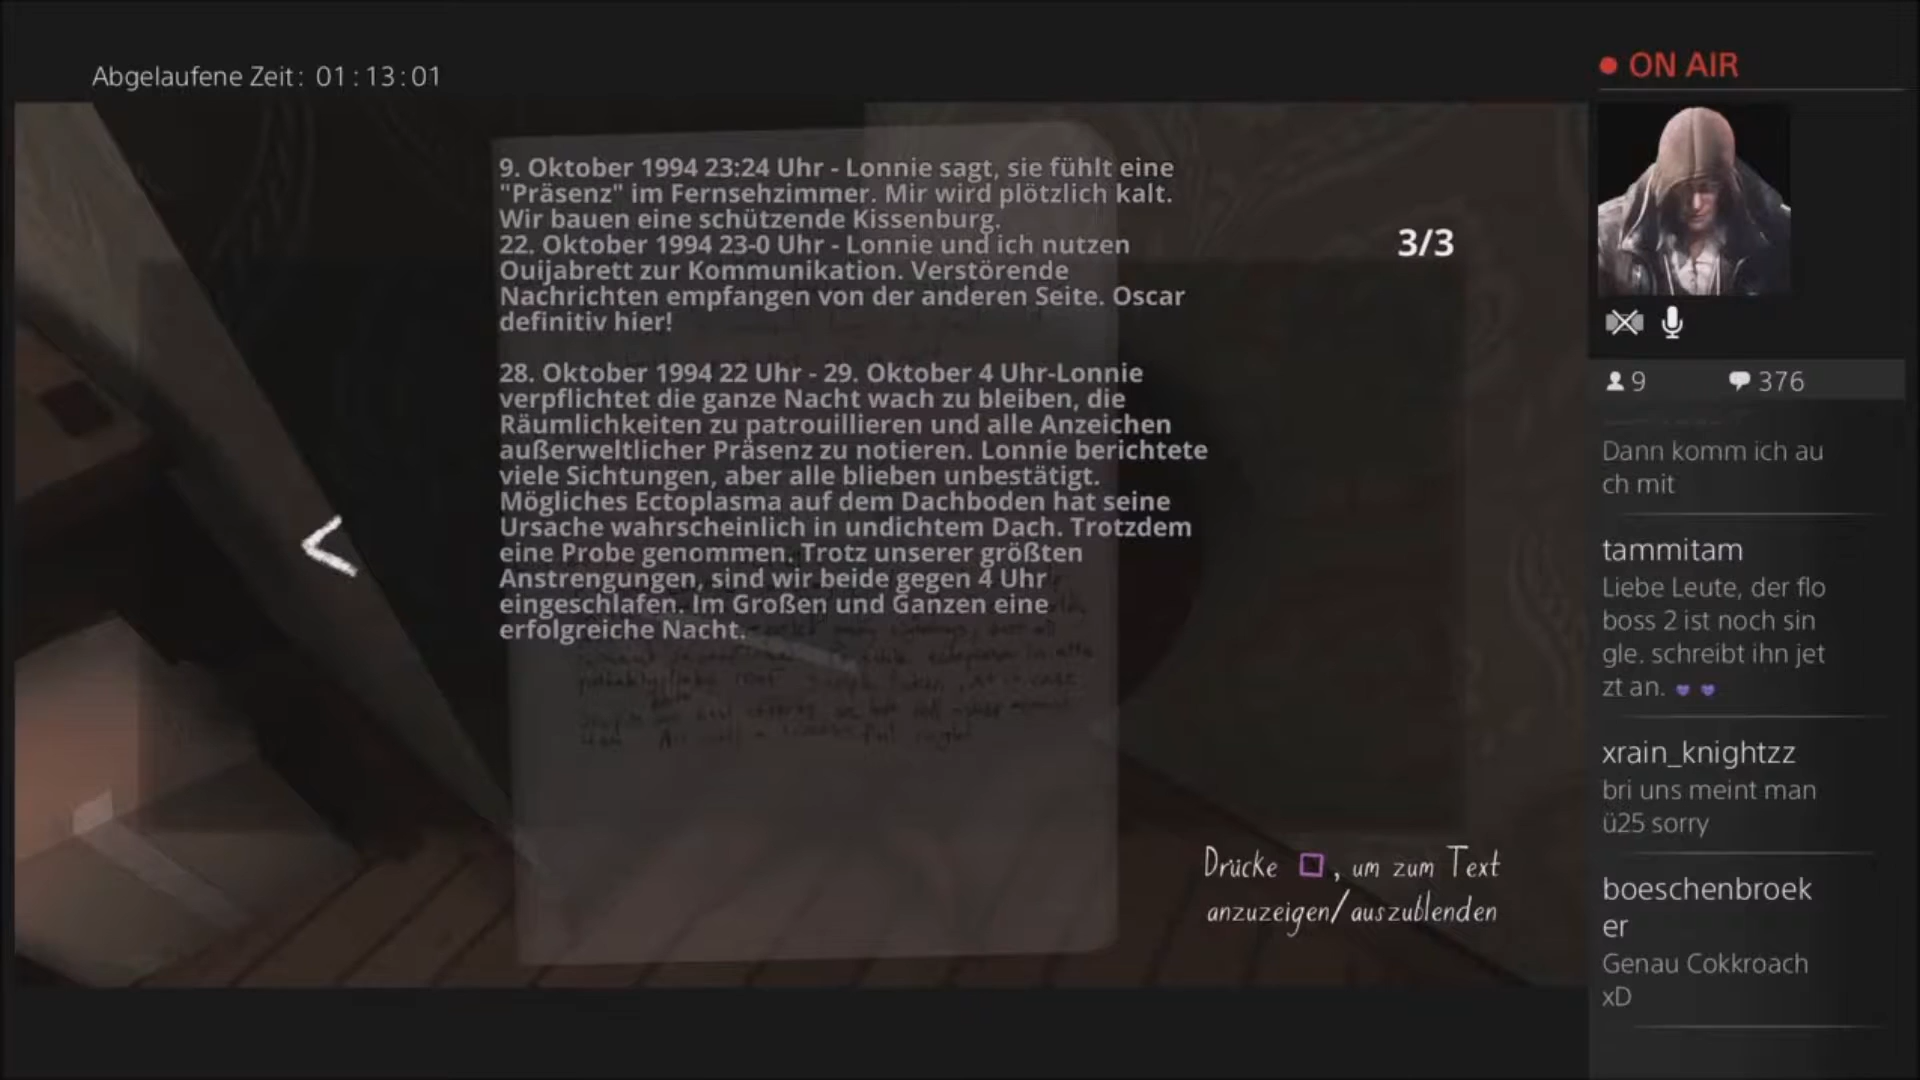 Abgelaufene Zeit: 01:13:01
9. Oktober 1994 23:24 Uhr - Lonnie sagt, sie fühlt eine
"Präsenz" im Fernsehzimmer. Mir wird plötzlich kalt.
Wir bauen eine schützende Kissenburg.
22. Oktober 1994 23-0 Uhr - Lonnie und ich nutzen
Ouijabrett zur Kommunikation. Verstörende
Nachrichten empfangen von der anderen Seite. Oscar
definitiv hier!
28. Oktober 1994 22 Uhr - 29. Oktober 4 Uhr-Lonnie
verpflichtet die ganze Nacht wach zu bleiben, die
Räumlichkeiten zu patrouillieren und alle Anzeichen
außerweltlicher Präsenz zu notieren. Lonnie berichtete
viele Sichtungen, aber alle blieben unbestätigt.
Mögliches Ectoplasma auf dem Dachboden hat seine
Ursache wahrscheinlich in undichtem Dach. Trotzdem
eine Probe genommen. Trotz unserer größten
Anstrengungen, sind wir beide gegen 4 Uhr
eingeschlafen. Im Großen und Ganzen eine
erfolgreiche Nacht.
3/3
Drücke , um zum Text
anzuzeigen/auszublenden
ON AIR
9 376
Dann komm ich au
ch mit
tammitam
Liebe Leute, der flo
boss 2 ist noch sin
gle. schreibt ihn jet
zt an.
xrain_knightzz
bri uns meint man
ü25 sorry
boeschenbroek
er
Genau Cokkroach
xD